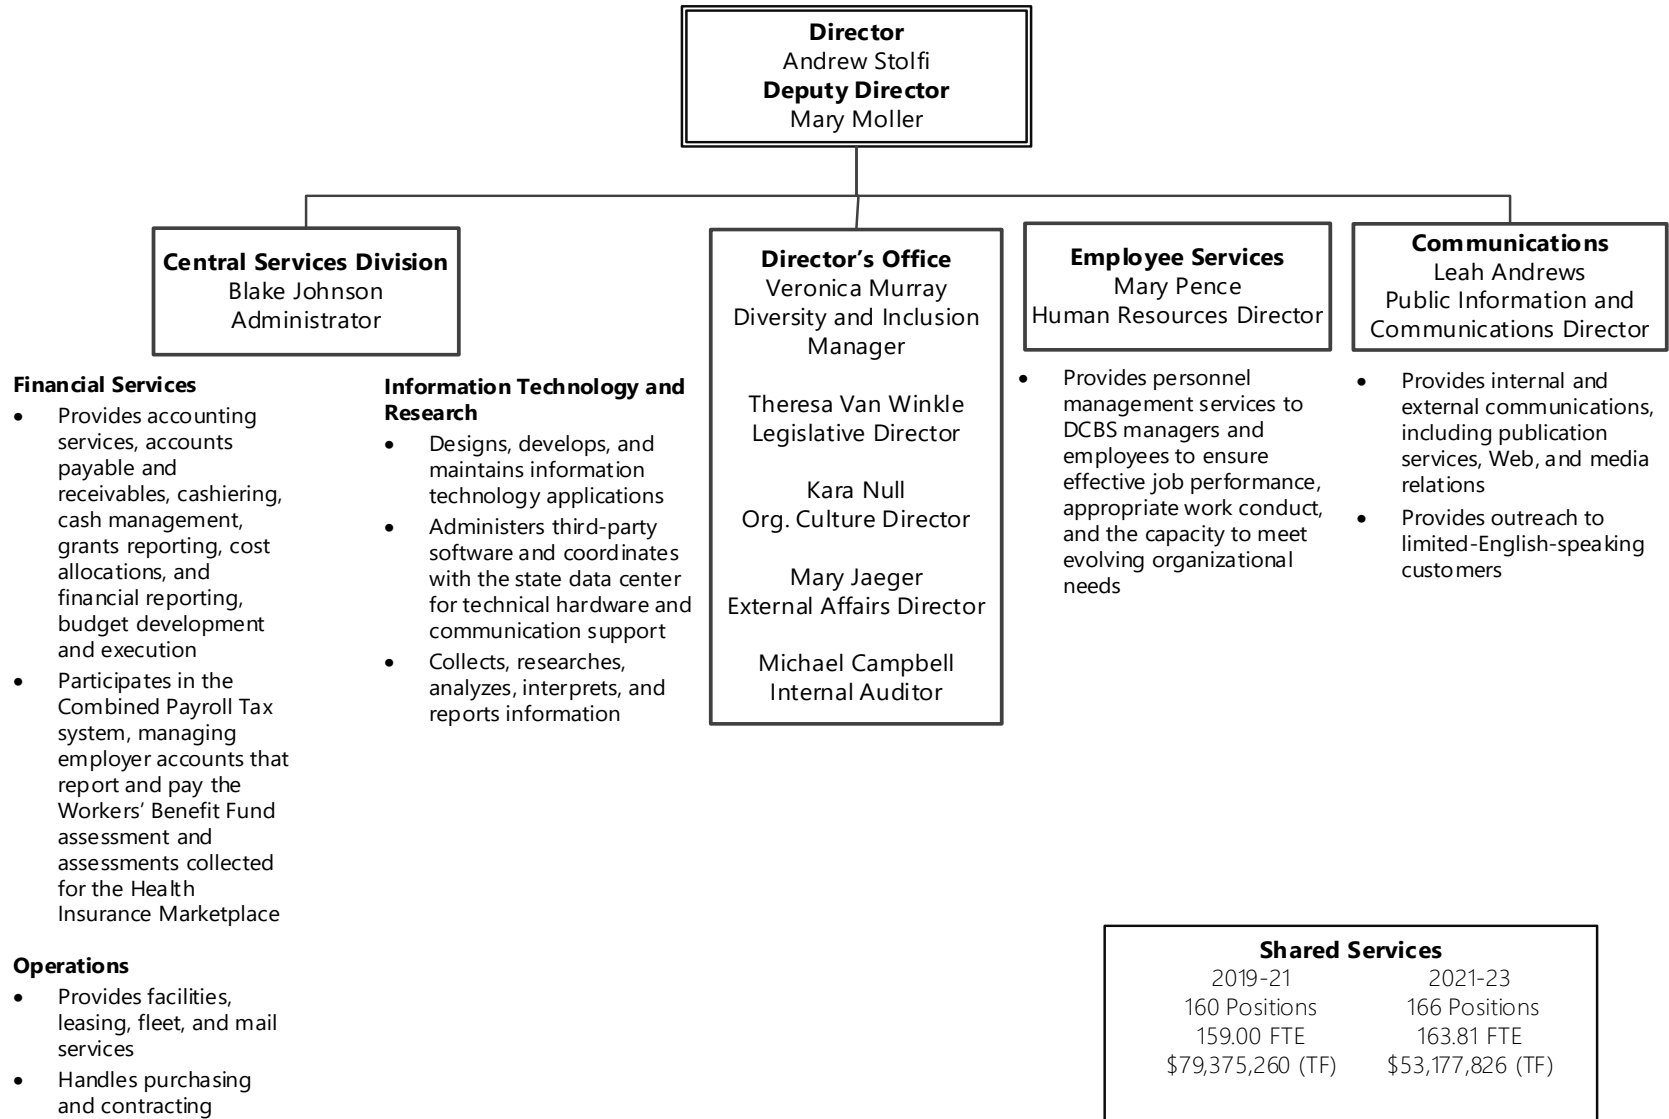 Director
Andrew Stolfi
Deputy Director
Mary Moller
Central Services Division
Blake Johnson
Administrator
Director’s Office
Veronica Murray
Diversity and Inclusion
Manager
Theresa Van Winkle
Legislative Director
Kara Null
Org. Culture Director
Mary Jaeger
External Affairs Director
Michael Campbell
Internal Auditor
Employee Services
Mary Pence
Human Resources Director
Communications
Leah Andrews
Public Information and
Communications Director
Financial Services
• Provides accounting
services, accounts
payable and
receivables, cashiering,
cash management,
grants reporting, cost
allocations, and
financial reporting,
budget development
and execution
• Participates in the
Combined Payroll Tax
system, managing
employer accounts that
report and pay the
Workers’ Benefit Fund
assessment and
assessments collected
for the Health
Insurance Marketplace
Operations
• Provides facilities,
leasing, fleet, and mail
services
• Handles purchasing
and contracting
Information Technology and
Research
• Designs, develops, and
maintains information
technology applications
• Administers third-party
software and coordinates
with the state data center
for technical hardware and
communication support
• Collects, researches,
analyzes, interprets, and
reports information
• Provides personnel
management services to
DCBS managers and
employees to ensure
effective job performance,
appropriate work conduct,
and the capacity to meet
evolving organizational
needs
• Provides internal and
external communications,
including publication
services, Web, and media
relations
• Provides outreach to
limited-English-speaking
customers
Shared Services
2019-21 2021-23
160 Positions 166 Positions
159.00 FTE 163.81 FTE
$79,375,260 (TF) $53,177,826 (TF)